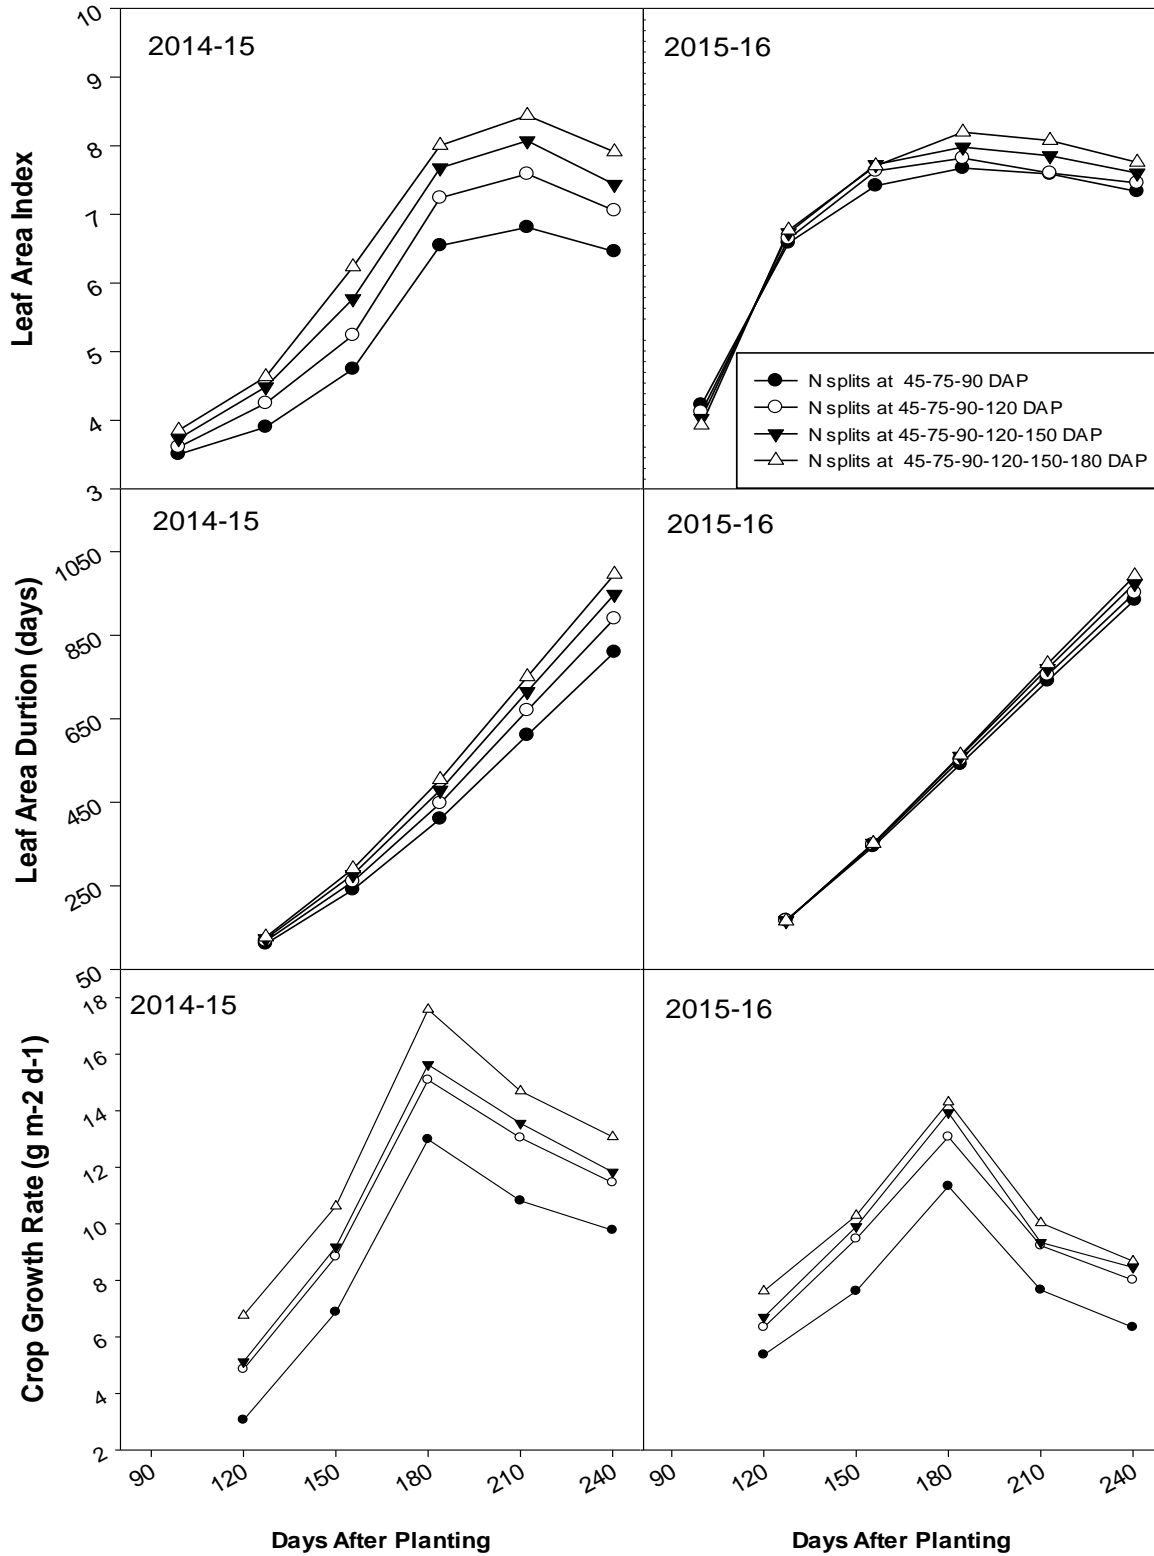 2014-15
2015-16
Leaf Area Index
10
9
8
7
6
5
4
3
N splits at 45-75-90 DAP
N splits at 45-75-90-120 DAP
N splits at 45-75-90-120-150 DAP
N splits at 45-75-90-120-150-180 DAP
2014-15
2015-16
Leaf Area Durtion (days)
1050
850
650
450
250
50
2014-15
2015-16
Crop Growth Rate (g m-2 d-1)
18
16
14
12
10
8
6
4
2
90 120 150 180 210 240
90 120 150 180 210 240
Days After Planting
Days After Planting